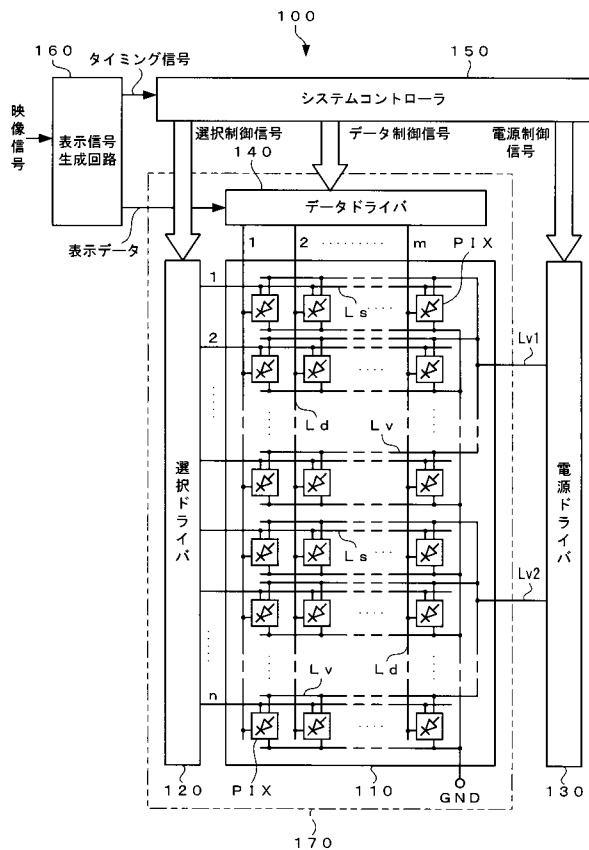 １００
１６０
タイミング信号
１５０
映像信号
表示信号
生成回路
システムコントローラ
選択制御信号
データ制御信号
電源制御
信号
１４０
データドライバ
表示データ
１
２
ｍ
ＰＩＸ
１
Ｌｓ
２
Ｌv1
Ｌｄ
Ｌｖ
選択ドライバ
電源ドライバ
Ｌｓ
Ｌv2
Ｌｖ
Ｌｄ
ｎ
１２０
ＰＩＸ
１１０
ＧＮＤ
１３０
１７０